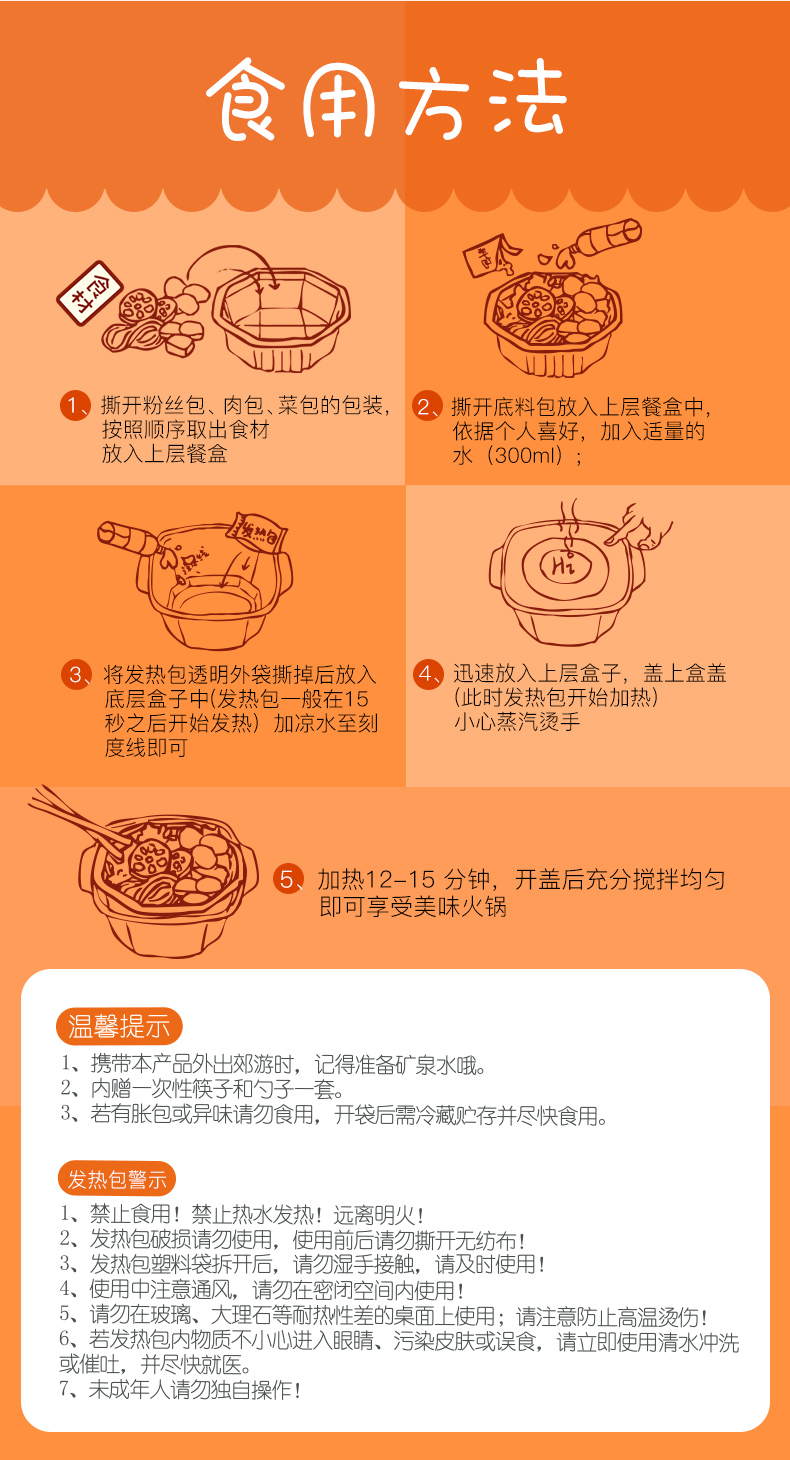 食用方法
食材
1、撕开粉丝包、肉包、菜包的包装，
按照顺序取出食材
放入上层餐盒
2、撕开底料包放入上层餐盒中，
依据个人喜好，加入适量的
水（300ml）；
发热包
3、将发热包透明外袋撕掉后放入
底层盒子中(发热包一般在15
秒之后开始发热）加凉水至刻
度线即可
Hi
4、迅速放入上层盒子，盖上盒盖
(此时发热包开始加热)
小心蒸汽烫手
5、加热12-15 分钟，开盖后充分搅拌均匀
即可享受美味火锅
温馨提示
1、携带本产品外出郊游时，记得准备矿泉水哦。
2、内赠一次性筷子和勺子一套。
3、若有胀包或异味请勿食用，开袋后需冷藏贮存并尽快食用。
发热包警示
1、禁止食用！禁止热水发热！远离明火！
2、发热包破损请勿使用，使用前后请勿撕开无纺布！
3、发热包塑料袋拆开后，请勿湿手接触，请及时使用！
4、使用中注意通风，请勿在密闭空间内使用！
5、请勿在玻璃、大理石等耐热性差的桌面上使用；请注意防止高温烫伤！
6、若发热包内物质不小心进入眼睛、污染皮肤或误食，请立即使用清水冲洗
或催吐，并尽快就医。
7、未成年人请勿独自操作！